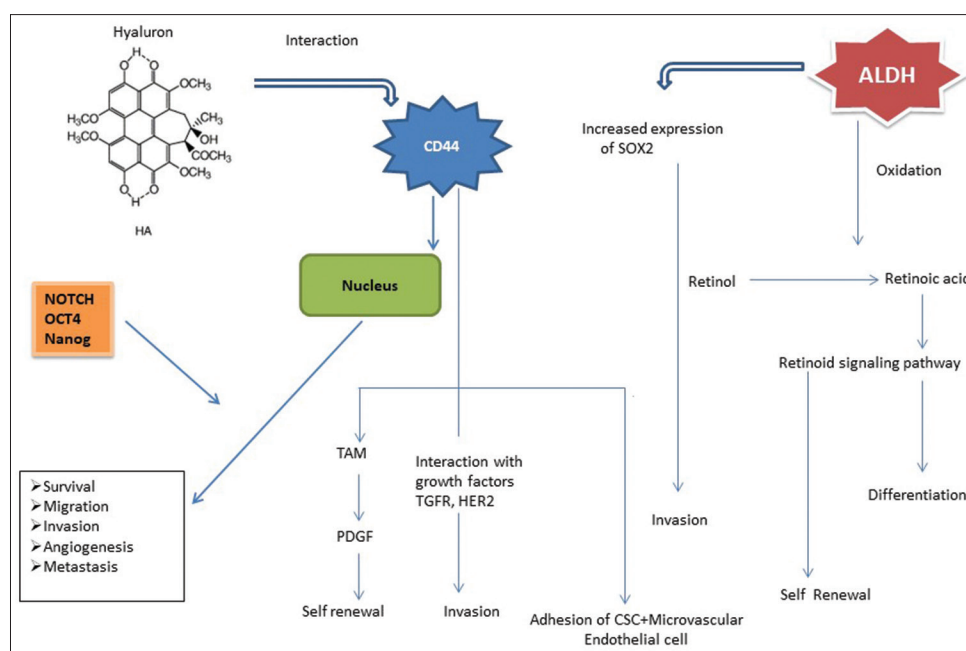 Hyaluron
Interaction
ALDH
H
O O
OCH₃
H₃CO
H₃CO
CH₃
OH
COCH₃
OCH₃
O O
H
HA
CD44
Increased expression
of SOX2
Oxidation
Nucleus
Retinol
Retinoic acid
NOTCH
OCT4
Nanog
Retinoid signaling pathway
➤Survival
➤Migration
➤Invasion
➤Angiogenesis
➤Metastasis
TAM
PDGF
Self renewal
Interaction with
growth factors
TGFR, HER2
Invasion
Adhesion of CSC+Microvascular
Endothelial cell
Invasion
Differentiation
Self Renewal